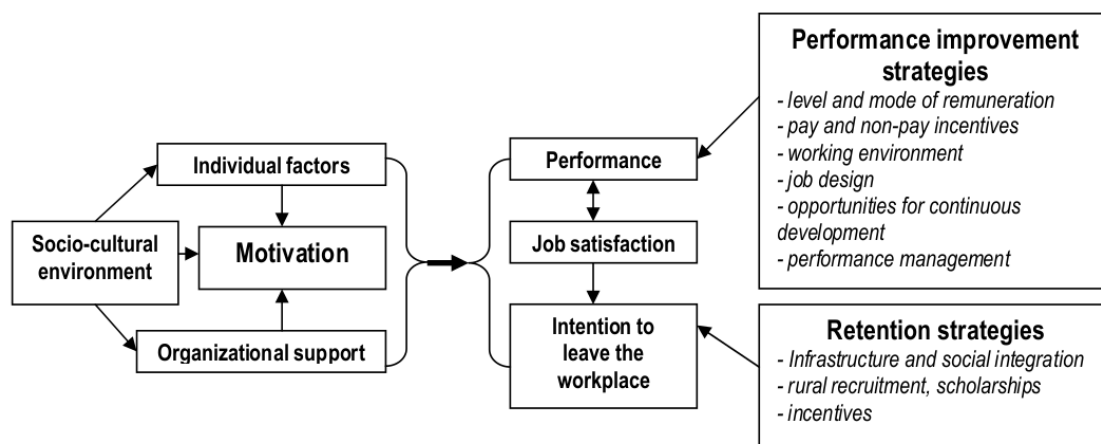 Individual factors
Socio-cultural
environment
Motivation
Organizational support
Performance
Job satisfaction
Intention to
leave the
workplace
Performance improvement
strategies
- level and mode of remuneration
- pay and non-pay incentives
- working environment
- job design
- opportunities for continuous
development
- performance management
Retention strategies
- Infrastructure and social integration
- rural recruitment, scholarships
- incentives